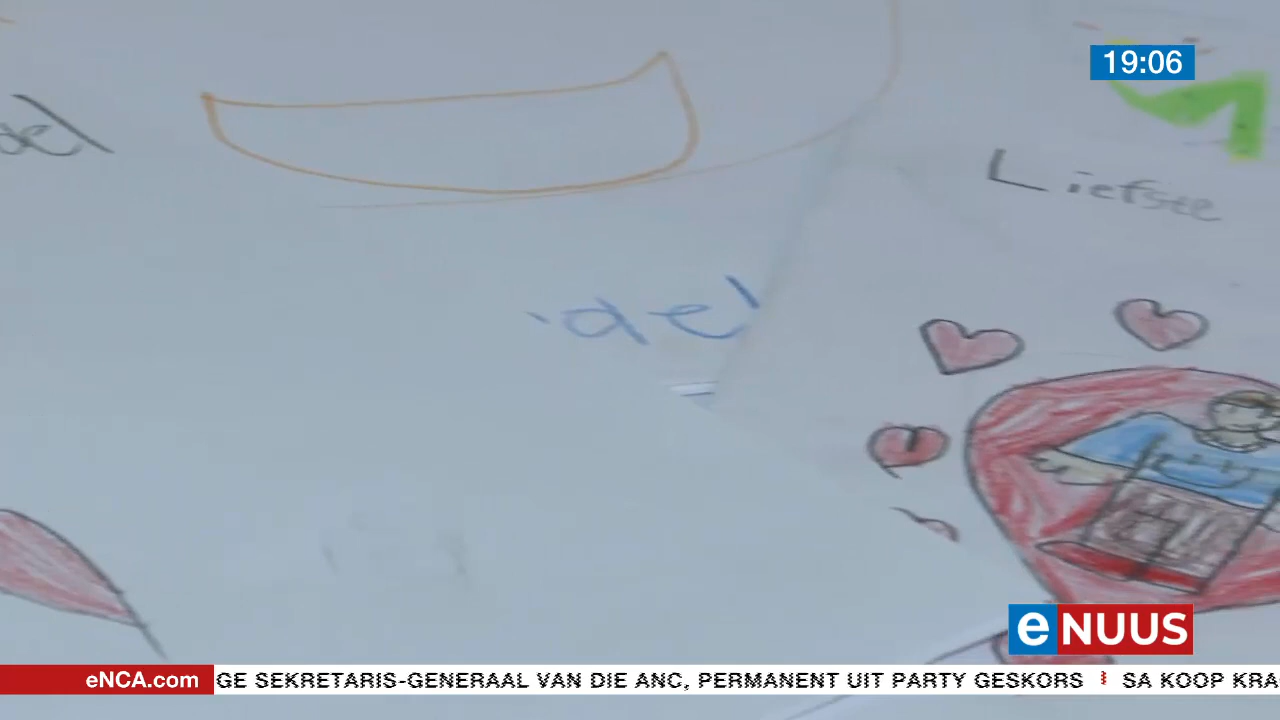 19:06
del
Liefste
del
eNUUS
eNCA.com
GE SEKRETARIS-GENERAAL VAN DIE ANC, PERMANENT UIT PARTY GESKORS SA KOOP KRA